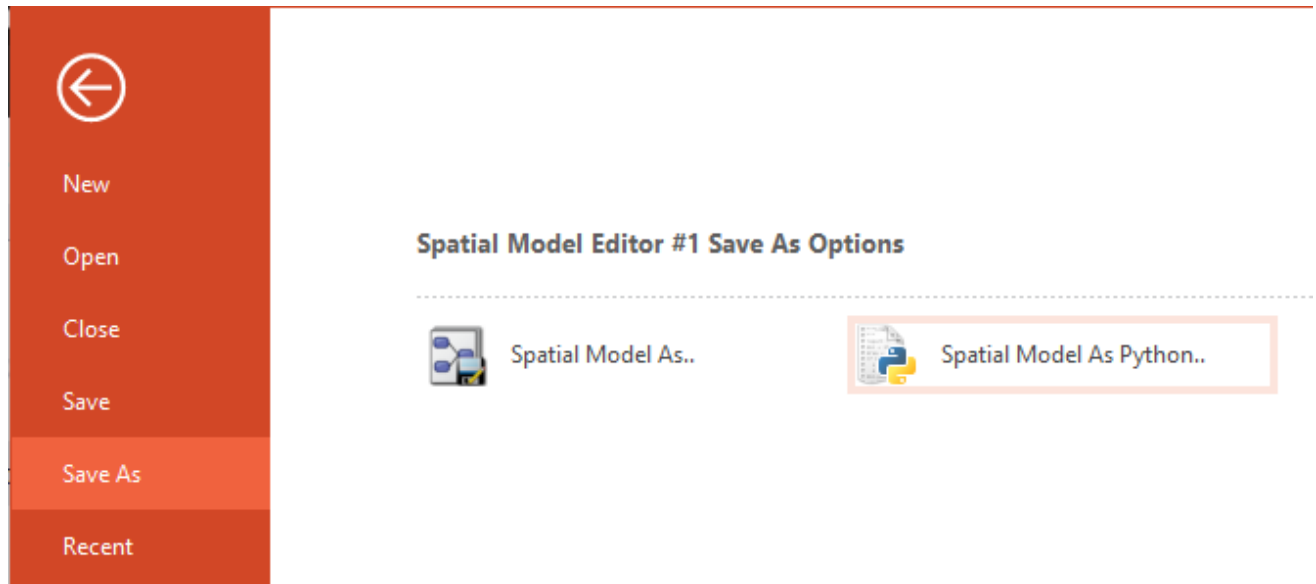 New
Open
Close
Save
Save As
Recent
Spatial Model Editor #1 Save As Options
Spatial Model As..
Spatial Model As Python..